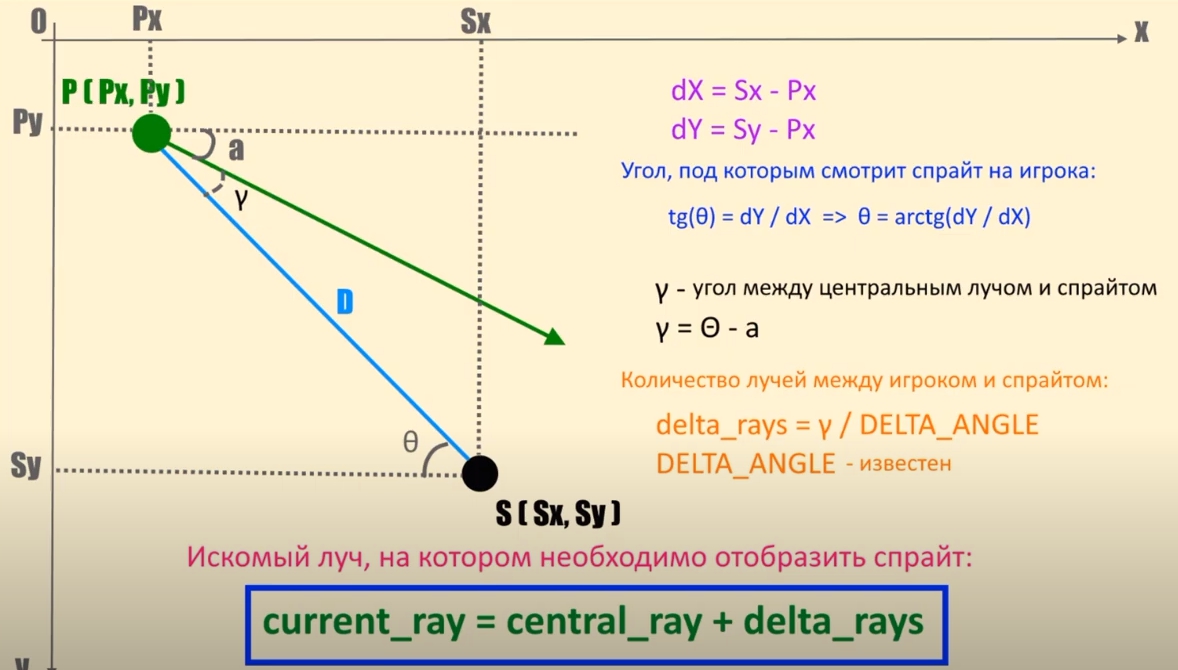 0
Px
Sx
X
P ( Px, Py )
Py
a
γ
D
θ
Sy
S ( Sx, Sy )
dX = Sx - Px
dY = Sy - Px
Угол, под которым смотрит спрайт на игрока:
tg(θ) = dY / dX => θ = arctg(dY / dX)
γ - угол между центральным лучом и спрайтом
γ = Θ - a
Количество лучей между игроком и спрайтом:
delta_rays = γ / DELTA_ANGLE
DELTA_ANGLE - известен
Искомый луч, на котором необходимо отобразить спрайт:
current_ray = central_ray + delta_rays